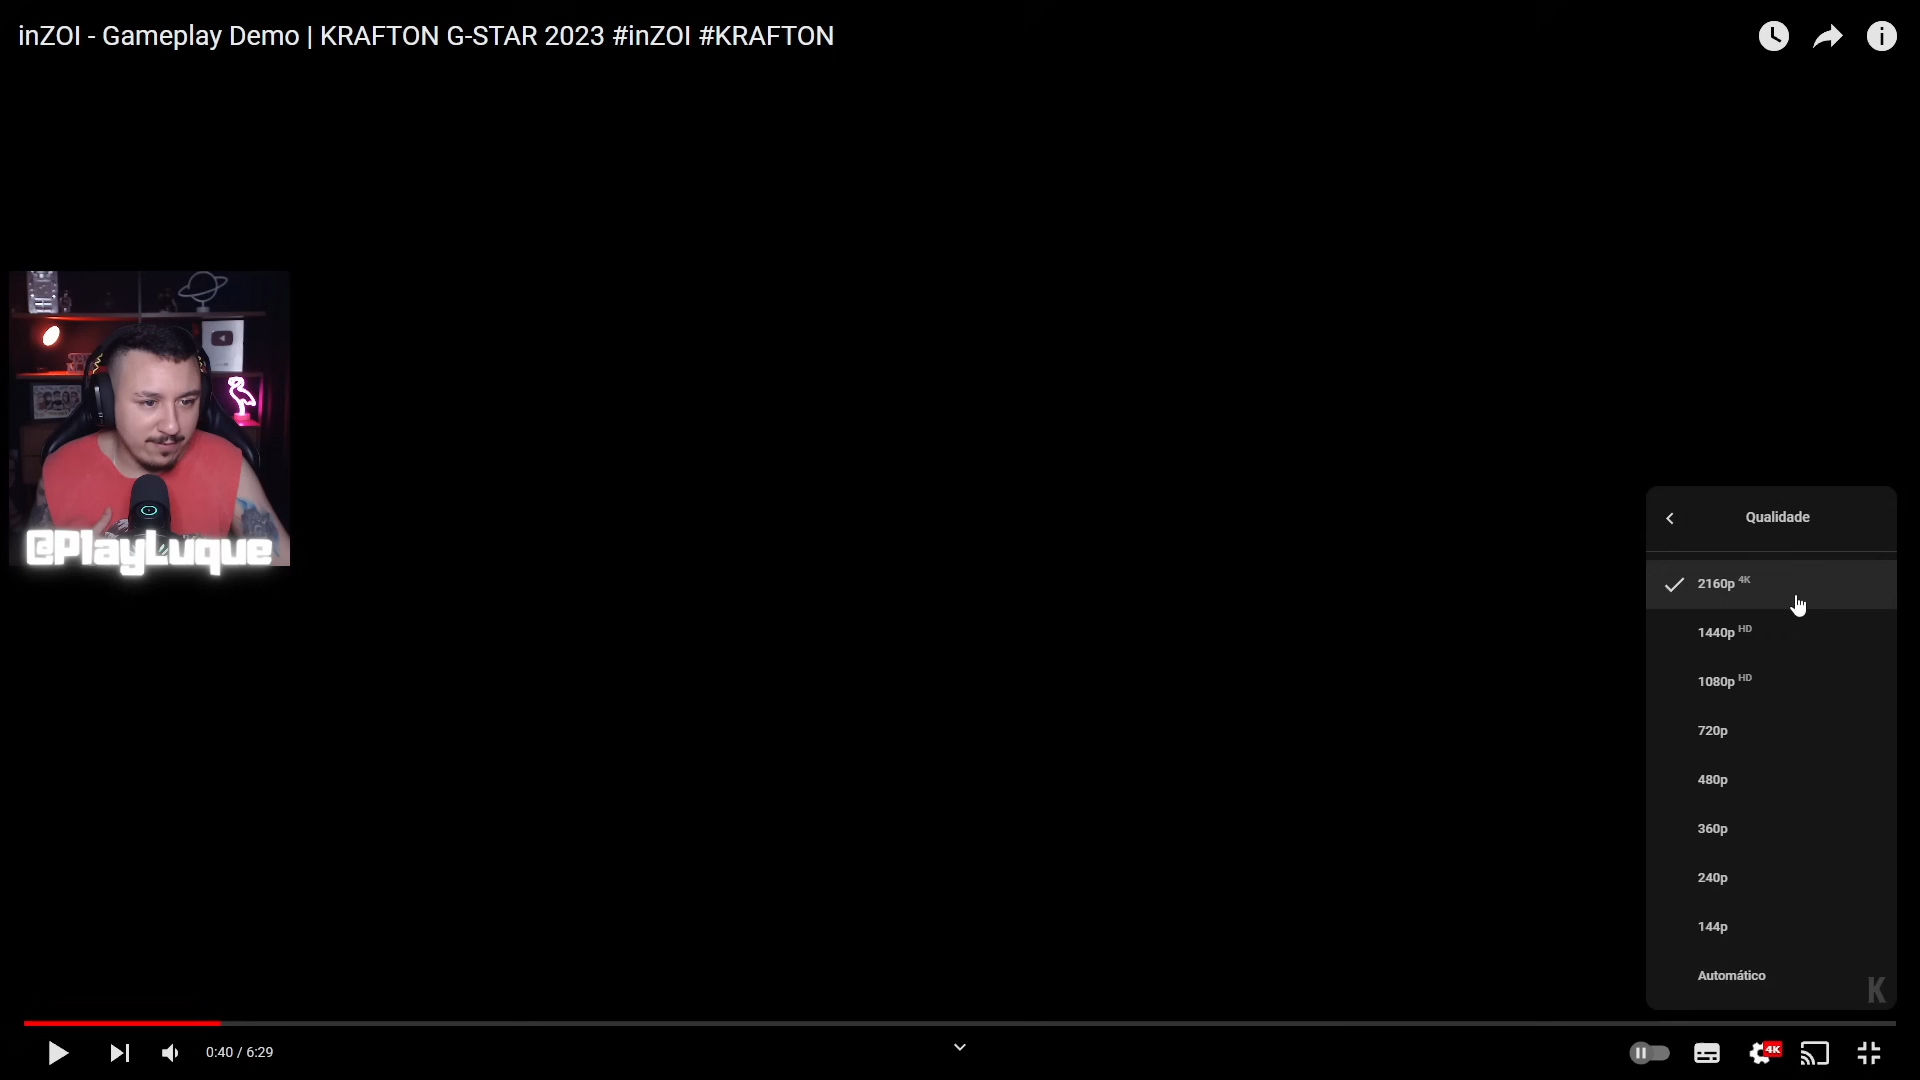 inZOI - Gameplay Demo | KRAFTON G-STAR 2023 #inZOI #KRAFTON
@PlayLuque
Qualidade
2160p 4K
1440p HD
1080p HD
720p
480p
360p
240p
144p
Automático
K
0:40 / 6:29
4K